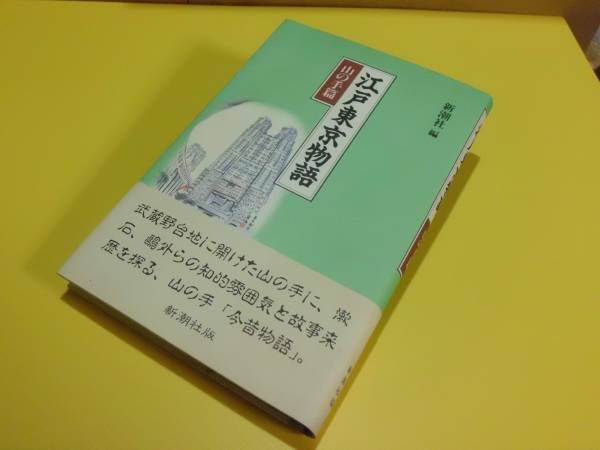 江戸東京物語
山の手篇
新潮社 編
武蔵野台地に開けた山の手に、漱
石、鷗外らの知的雰囲気と故事来
歴を探る、山の手「今昔物語」。
新潮社版